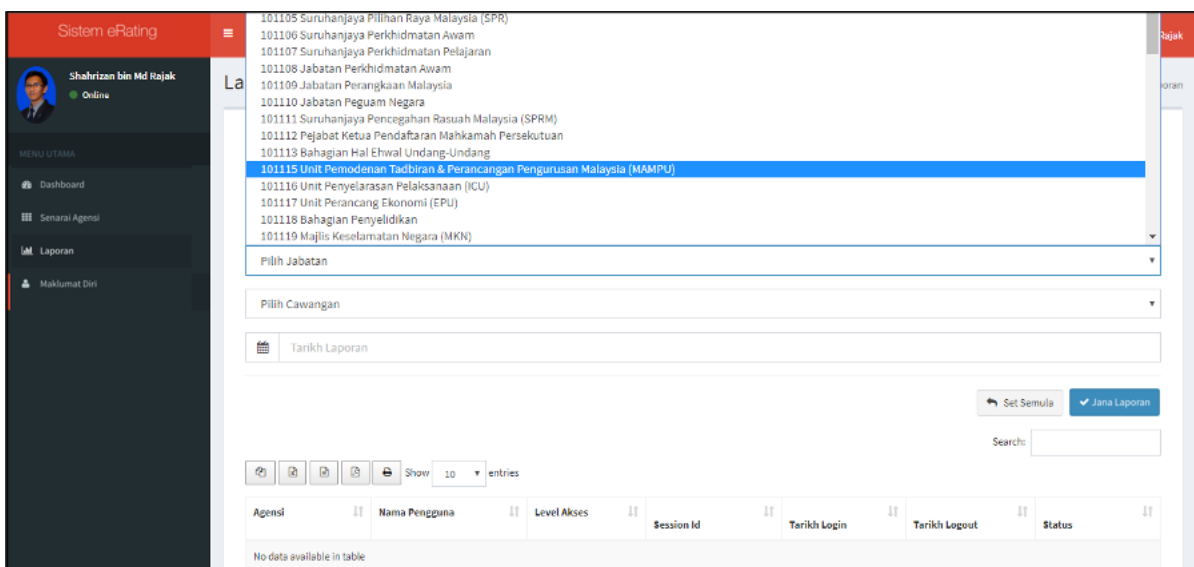 Sistem eRating
Rajak
Shahrizan bin Md Rajak
Online
MENU UTAMA
Dashboard
Senarai Agensi
Laporan
Maklumat Diri
La
oran
101105 Suruhanjaya Pilihan Raya Malaysia (SPR)
101106 Suruhanjaya Perkhidmatan Awam
101107 Suruhanjaya Perkhidmatan Pelajaran
101108 Jabatan Perkhidmatan Awam
101109 Jabatan Perangkaan Malaysia
101110 Jabatan Peguam Negara
101111 Suruhanjaya Pencegahan Rasuah Malaysia (SPRM)
101112 Pejabat Ketua Pendaftaran Mahkamah Persekutuan
101113 Bahagian Hal Ehwal Undang-Undang
101115 Unit Pemodenan Tadbiran & Perancangan Pengurusan Malaysia (MAMPU)
101116 Unit Penyelarasan Pelaksanaan (ICU)
101117 Unit Perancang Ekonomi (EPU)
101118 Bahagian Penyelidikan
101119 Majlis Keselamatan Negara (MKN)
Pilih Jabatan
Pilih Cawangan
Tarikh Laporan
Set Semula
Jana Laporan
Search:
Show 10 entries
Agensi Nama Pengguna Level Akses Session Id Tarikh Login Tarikh Logout Status
No data available in table